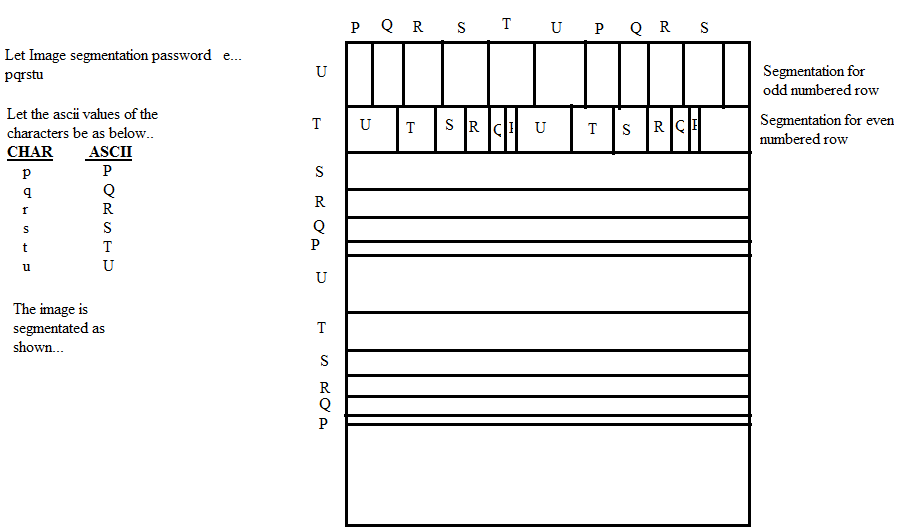 P Q R S T U P Q R S
Let Image segmentation password e...
pqrstu
U
Segmentation for
odd numbered row
Let the ascii values of the
characters be as below..
CHAR ASCII
p P
q Q
r R
s S
t T
u U
T
U T S R Q P U T S R Q P
Segmentation for even
numbered row
S
R
Q
P
U
The image is
segmentated as
shown...
T
S
R
Q
P